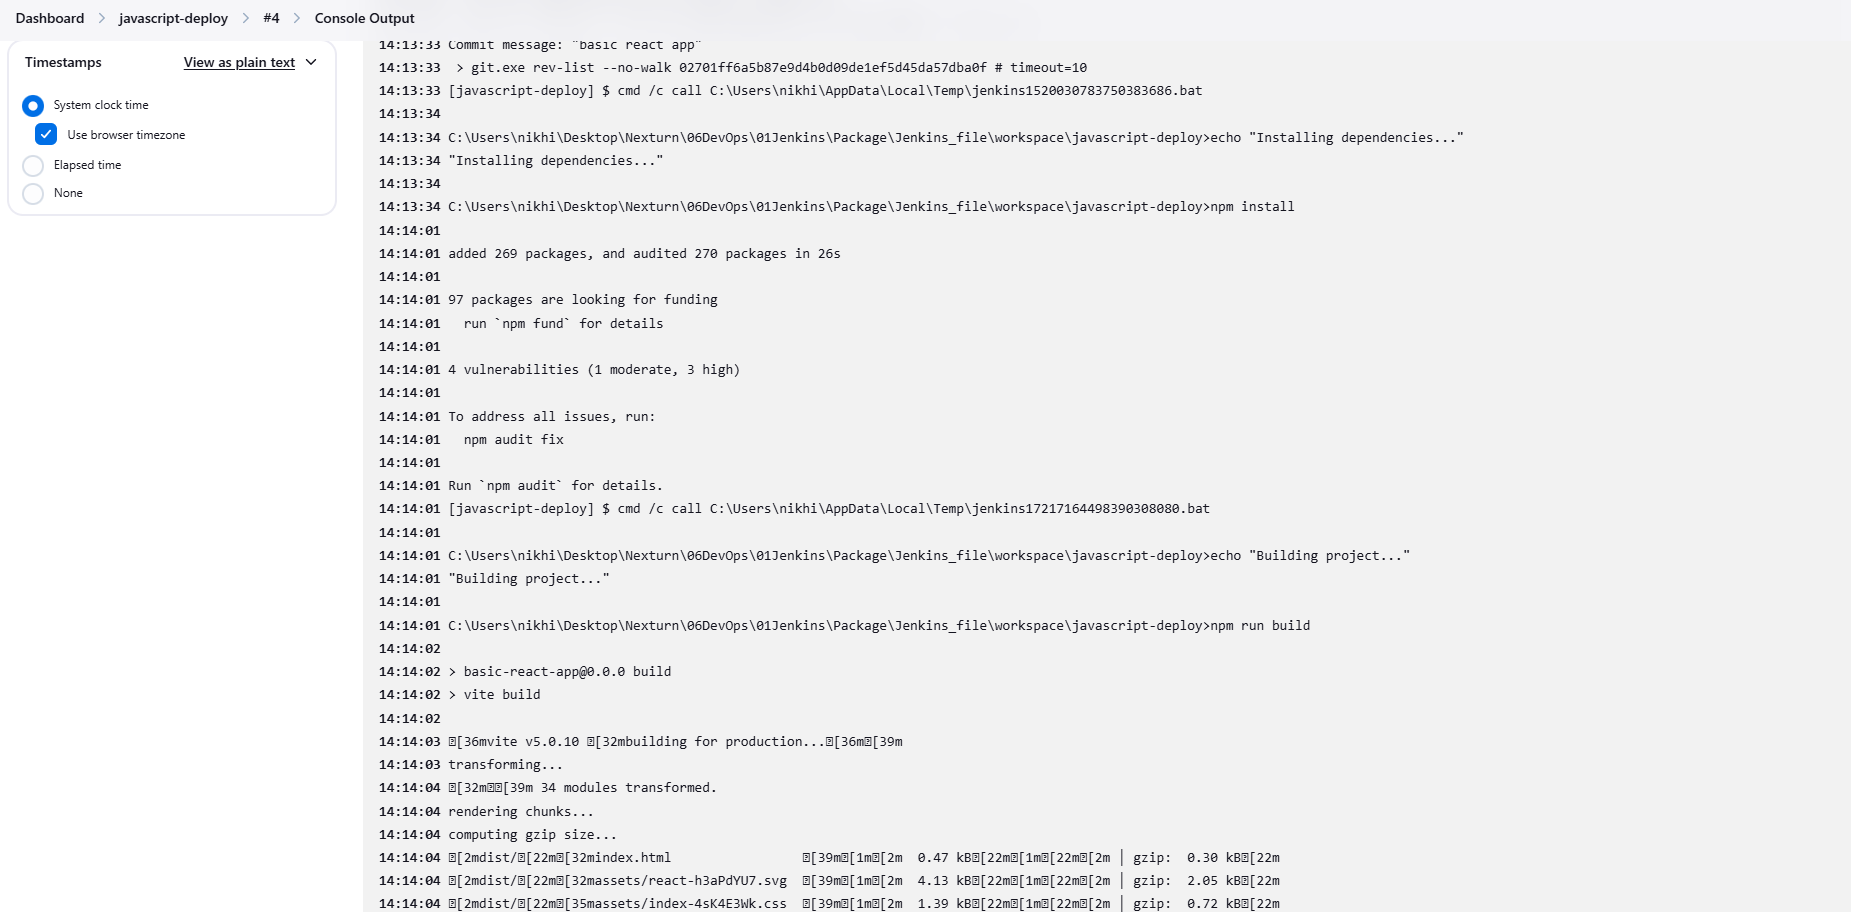 Dashboard > javascript-deploy > #4 > Console Output
Timestamps View as plain text
System clock time
Use browser timezone
Elapsed time
None
14:13:33 Commit message: "basic react app"
14:13:33  > git.exe rev-list --no-walk 02701ff6a5b87e9d4b0d09de1ef5d45da57dba0f # timeout=10
14:13:33 [javascript-deploy] $ cmd /c call C:\Users\nikhi\AppData\Local\Temp\jenkins1520030783750383686.bat
14:13:34
14:13:34 C:\Users\nikhi\Desktop\Nexturn\06DevOps\01Jenkins\Package\Jenkins_file\workspace\javascript-deploy>echo "Installing dependencies..."
14:13:34 "Installing dependencies..."
14:13:34
14:13:34 C:\Users\nikhi\Desktop\Nexturn\06DevOps\01Jenkins\Package\Jenkins_file\workspace\javascript-deploy>npm install
14:14:01
14:14:01 added 269 packages, and audited 270 packages in 26s
14:14:01
14:14:01 97 packages are looking for funding
14:14:01   run `npm fund` for details
14:14:01
14:14:01 4 vulnerabilities (1 moderate, 3 high)
14:14:01
14:14:01 To address all issues, run:
14:14:01   npm audit fix
14:14:01
14:14:01 Run `npm audit` for details.
14:14:01 [javascript-deploy] $ cmd /c call C:\Users\nikhi\AppData\Local\Temp\jenkins17217164498390308080.bat
14:14:01
14:14:01 C:\Users\nikhi\Desktop\Nexturn\06DevOps\01Jenkins\Package\Jenkins_file\workspace\javascript-deploy>echo "Building project..."
14:14:01 "Building project..."
14:14:01
14:14:01 C:\Users\nikhi\Desktop\Nexturn\06DevOps\01Jenkins\Package\Jenkins_file\workspace\javascript-deploy>npm run build
14:14:02
14:14:02 > basic-react-app@0.0.0 build
14:14:02 > vite build
14:14:02
14:14:03 [36mvite v5.0.10 [32mbuilding for production...[36m[39m
14:14:03 transforming...
14:14:04 [32m[39m 34 modules transformed.
14:14:04 rendering chunks...
14:14:04 computing gzip size...
14:14:04 [2mdist/[22m[32mindex.html                 [39m[1m[2m  0.47 kB[22m[1m[22m[2m │ gzip:  0.30 kB[22m
14:14:04 [2mdist/[22m[32massets/react-h3aPdYU7.svg  [39m[1m[2m  4.13 kB[22m[1m[22m[2m │ gzip:  2.05 kB[22m
14:14:04 [2mdist/[22m[35massets/index-4sK4E3Wk.css  [39m[1m[2m  1.39 kB[22m[1m[22m[2m │ gzip:  0.72 kB[22m